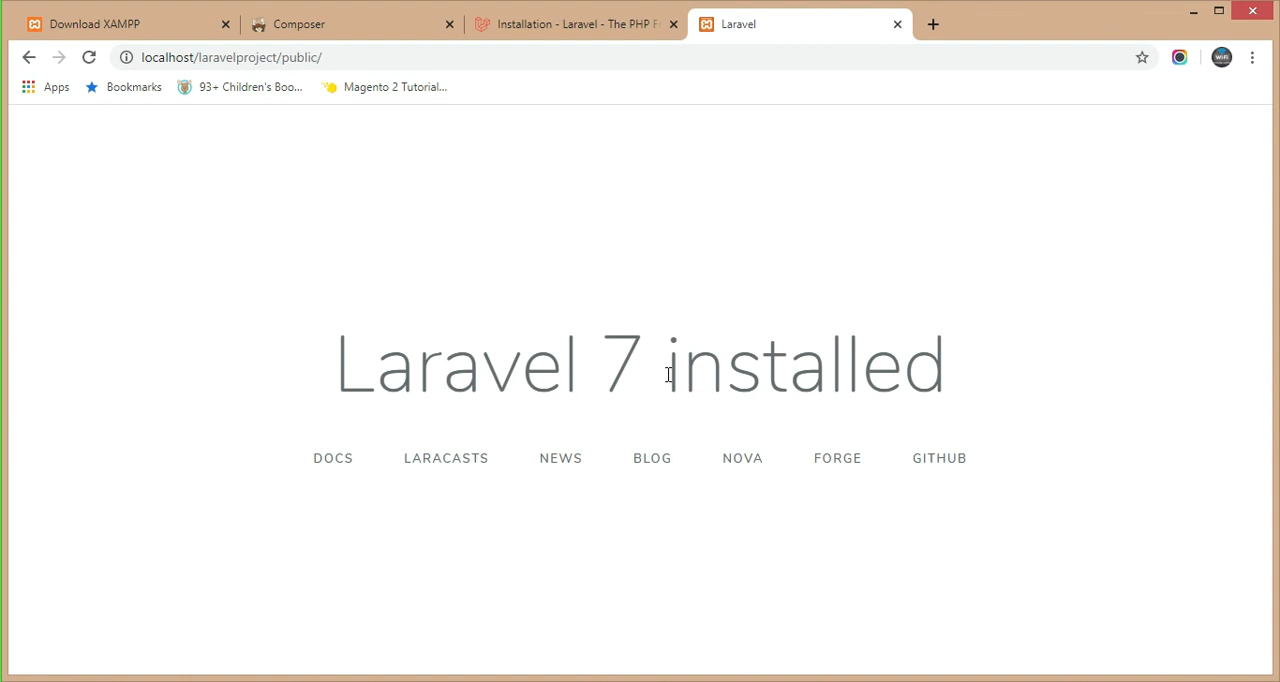 Download XAMPP
Composer
Installation - Laravel - The PHP F
Laravel
localhost/laravelproject/public/
WiFi
Apps
Bookmarks
93+ Children's Boo...
Magento 2 Tutorial...
Laravel 7 installed
DOCS LARACASTS NEWS BLOG NOVA FORGE GITHUB